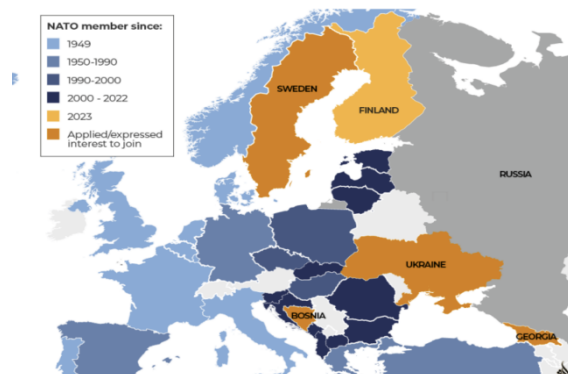 NATO member since:
1949
1950-1990
1990-2000
2000 - 2022
2023
Applied/expressed
interest to join
SWEDEN
FINLAND
RUSSIA
UKRAINE
BOSNIA
GEORGIA